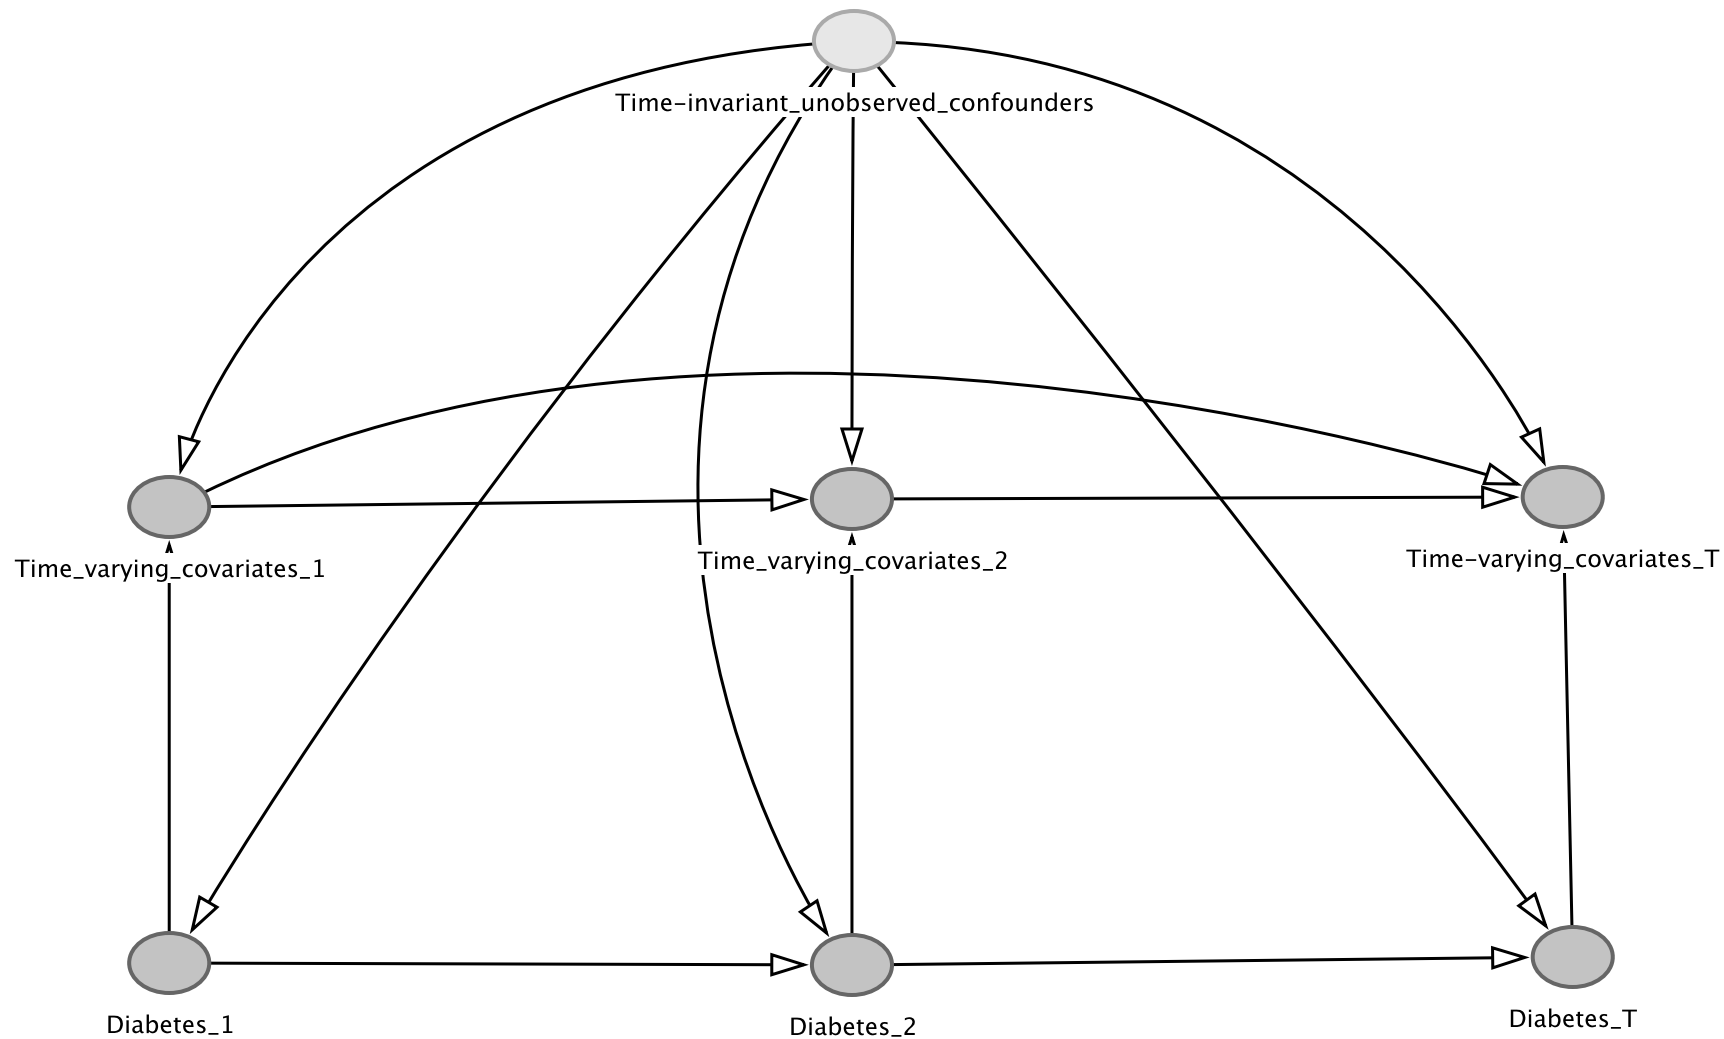 Time-invariant_unobserved_confounders
Time_varying_covariates_1
Time_varying_covariates_2
Time-varying_covariates_T
Diabetes_1
Diabetes_2
Diabetes_T